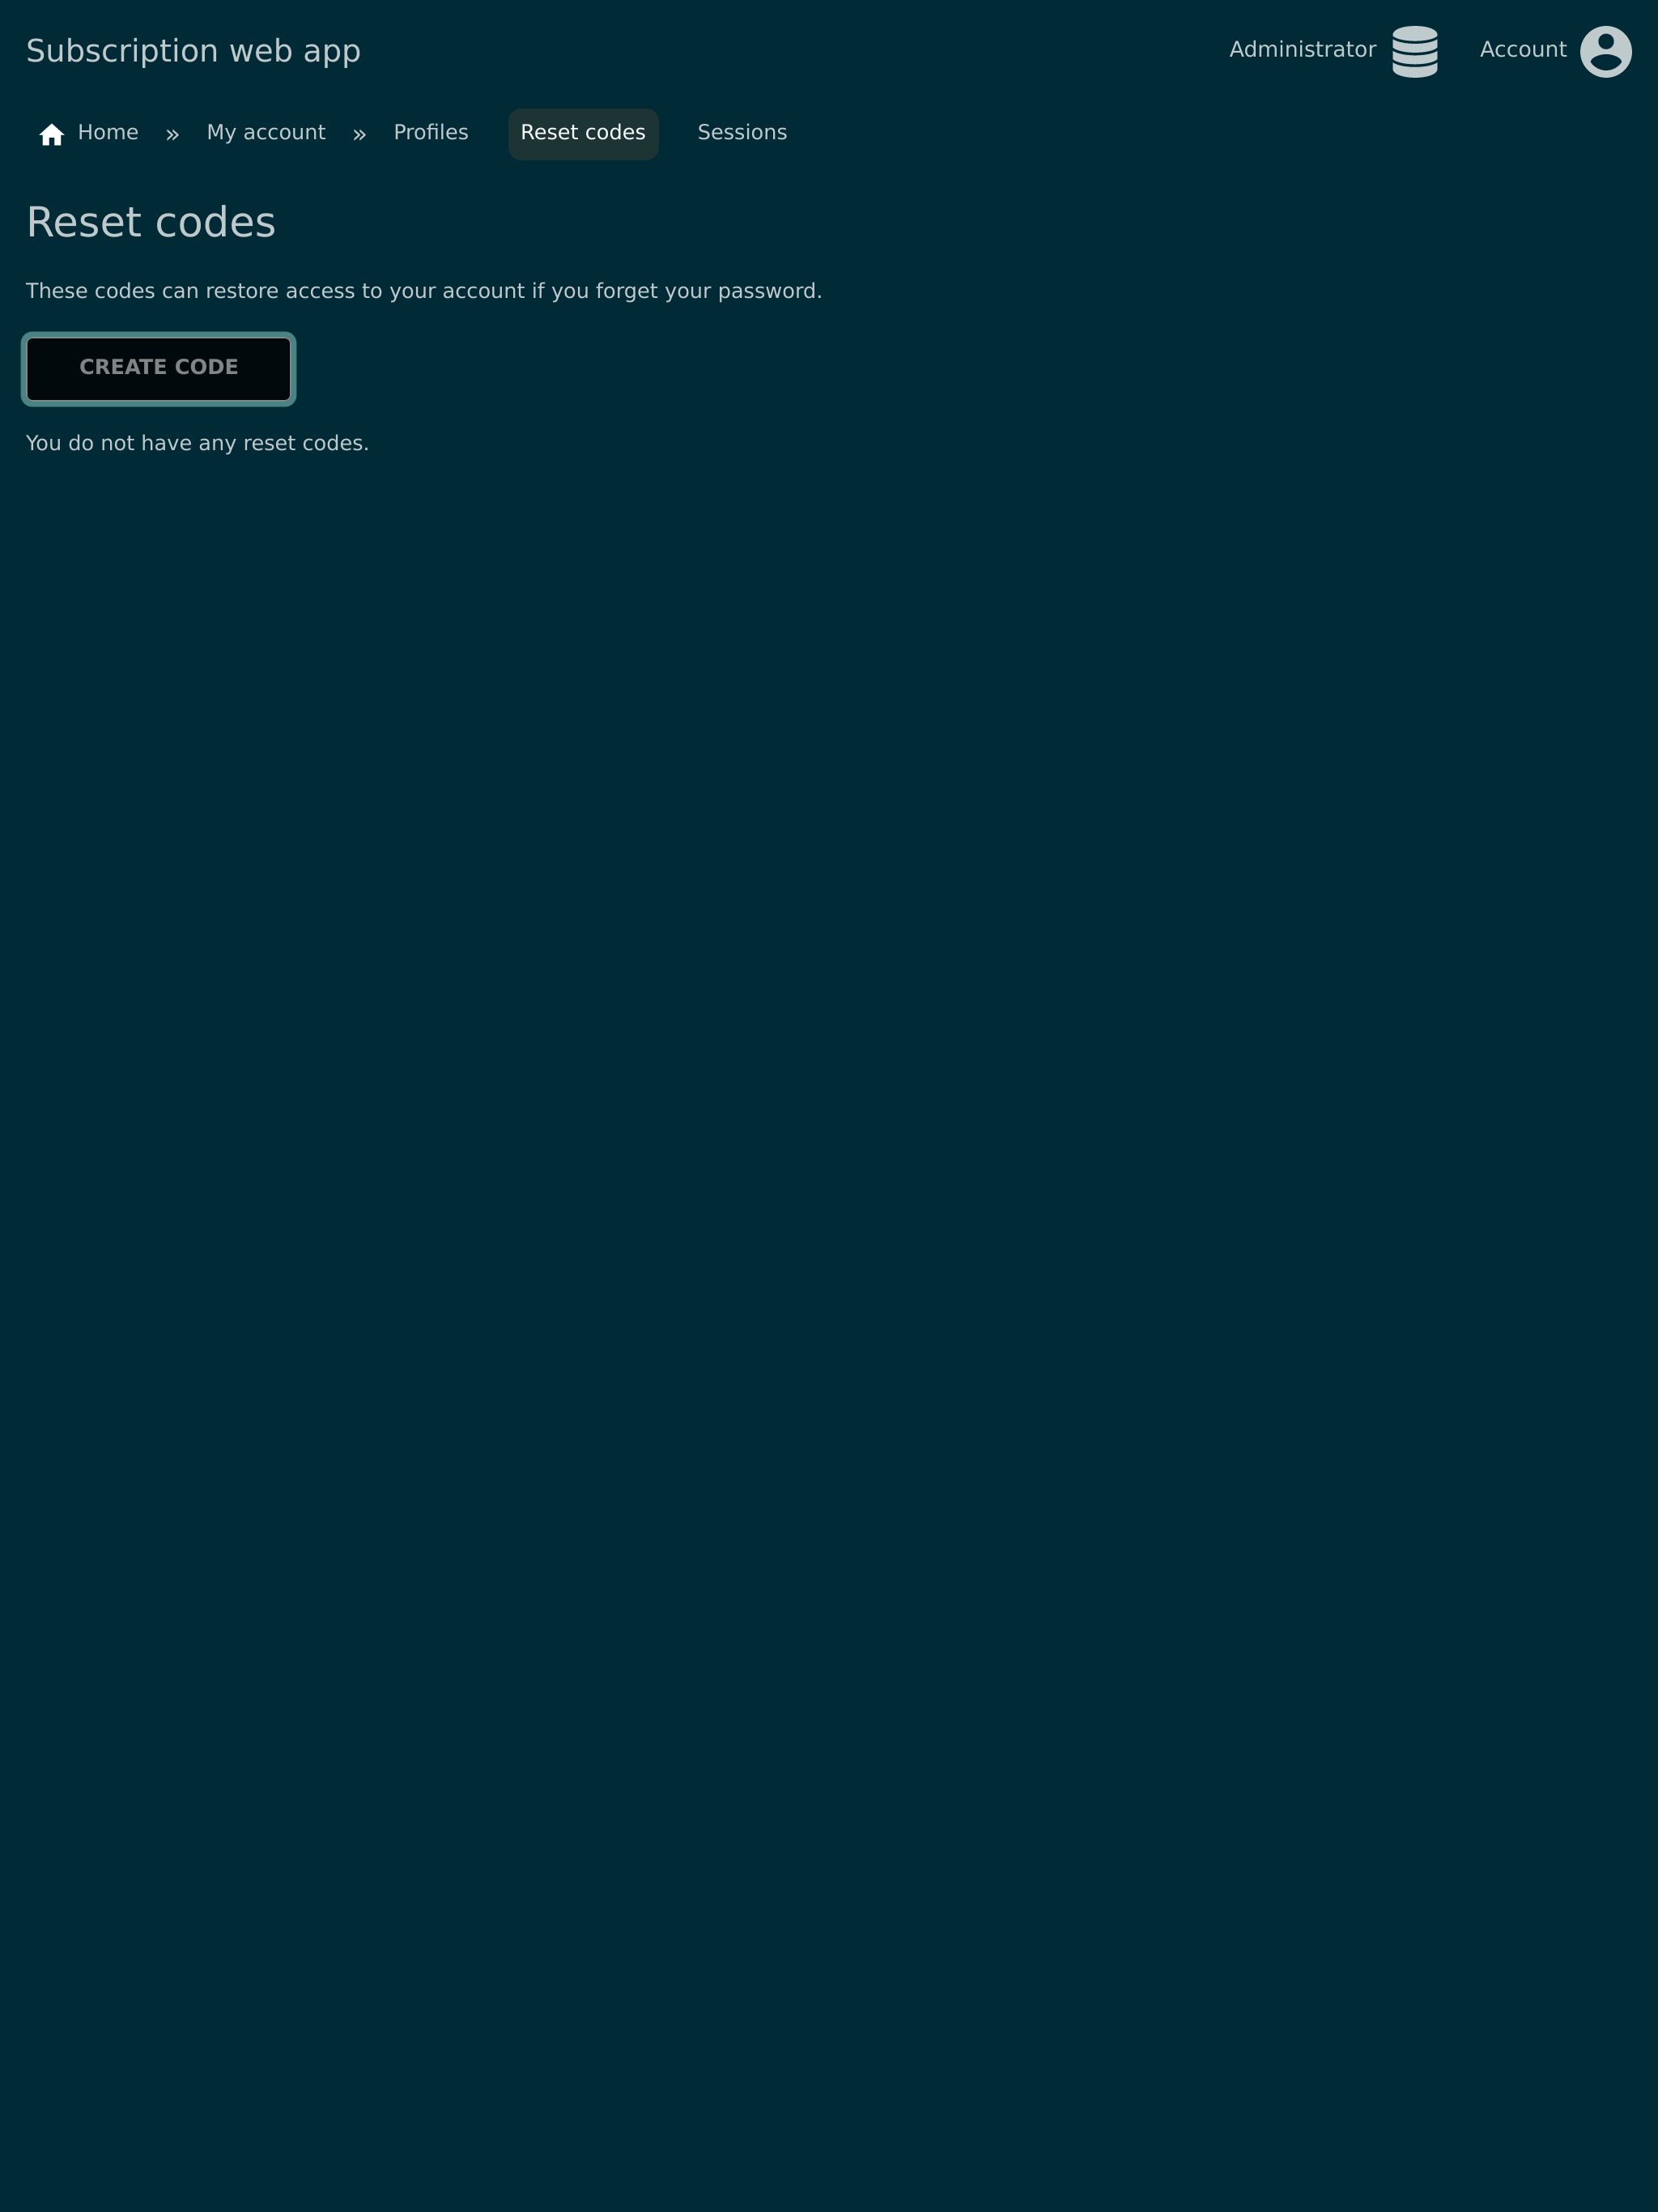 Subscription web app
Administrator
Account
Home » My account » Profiles Reset codes Sessions
Reset codes
These codes can restore access to your account if you forget your password.
CREATE CODE
You do not have any reset codes.